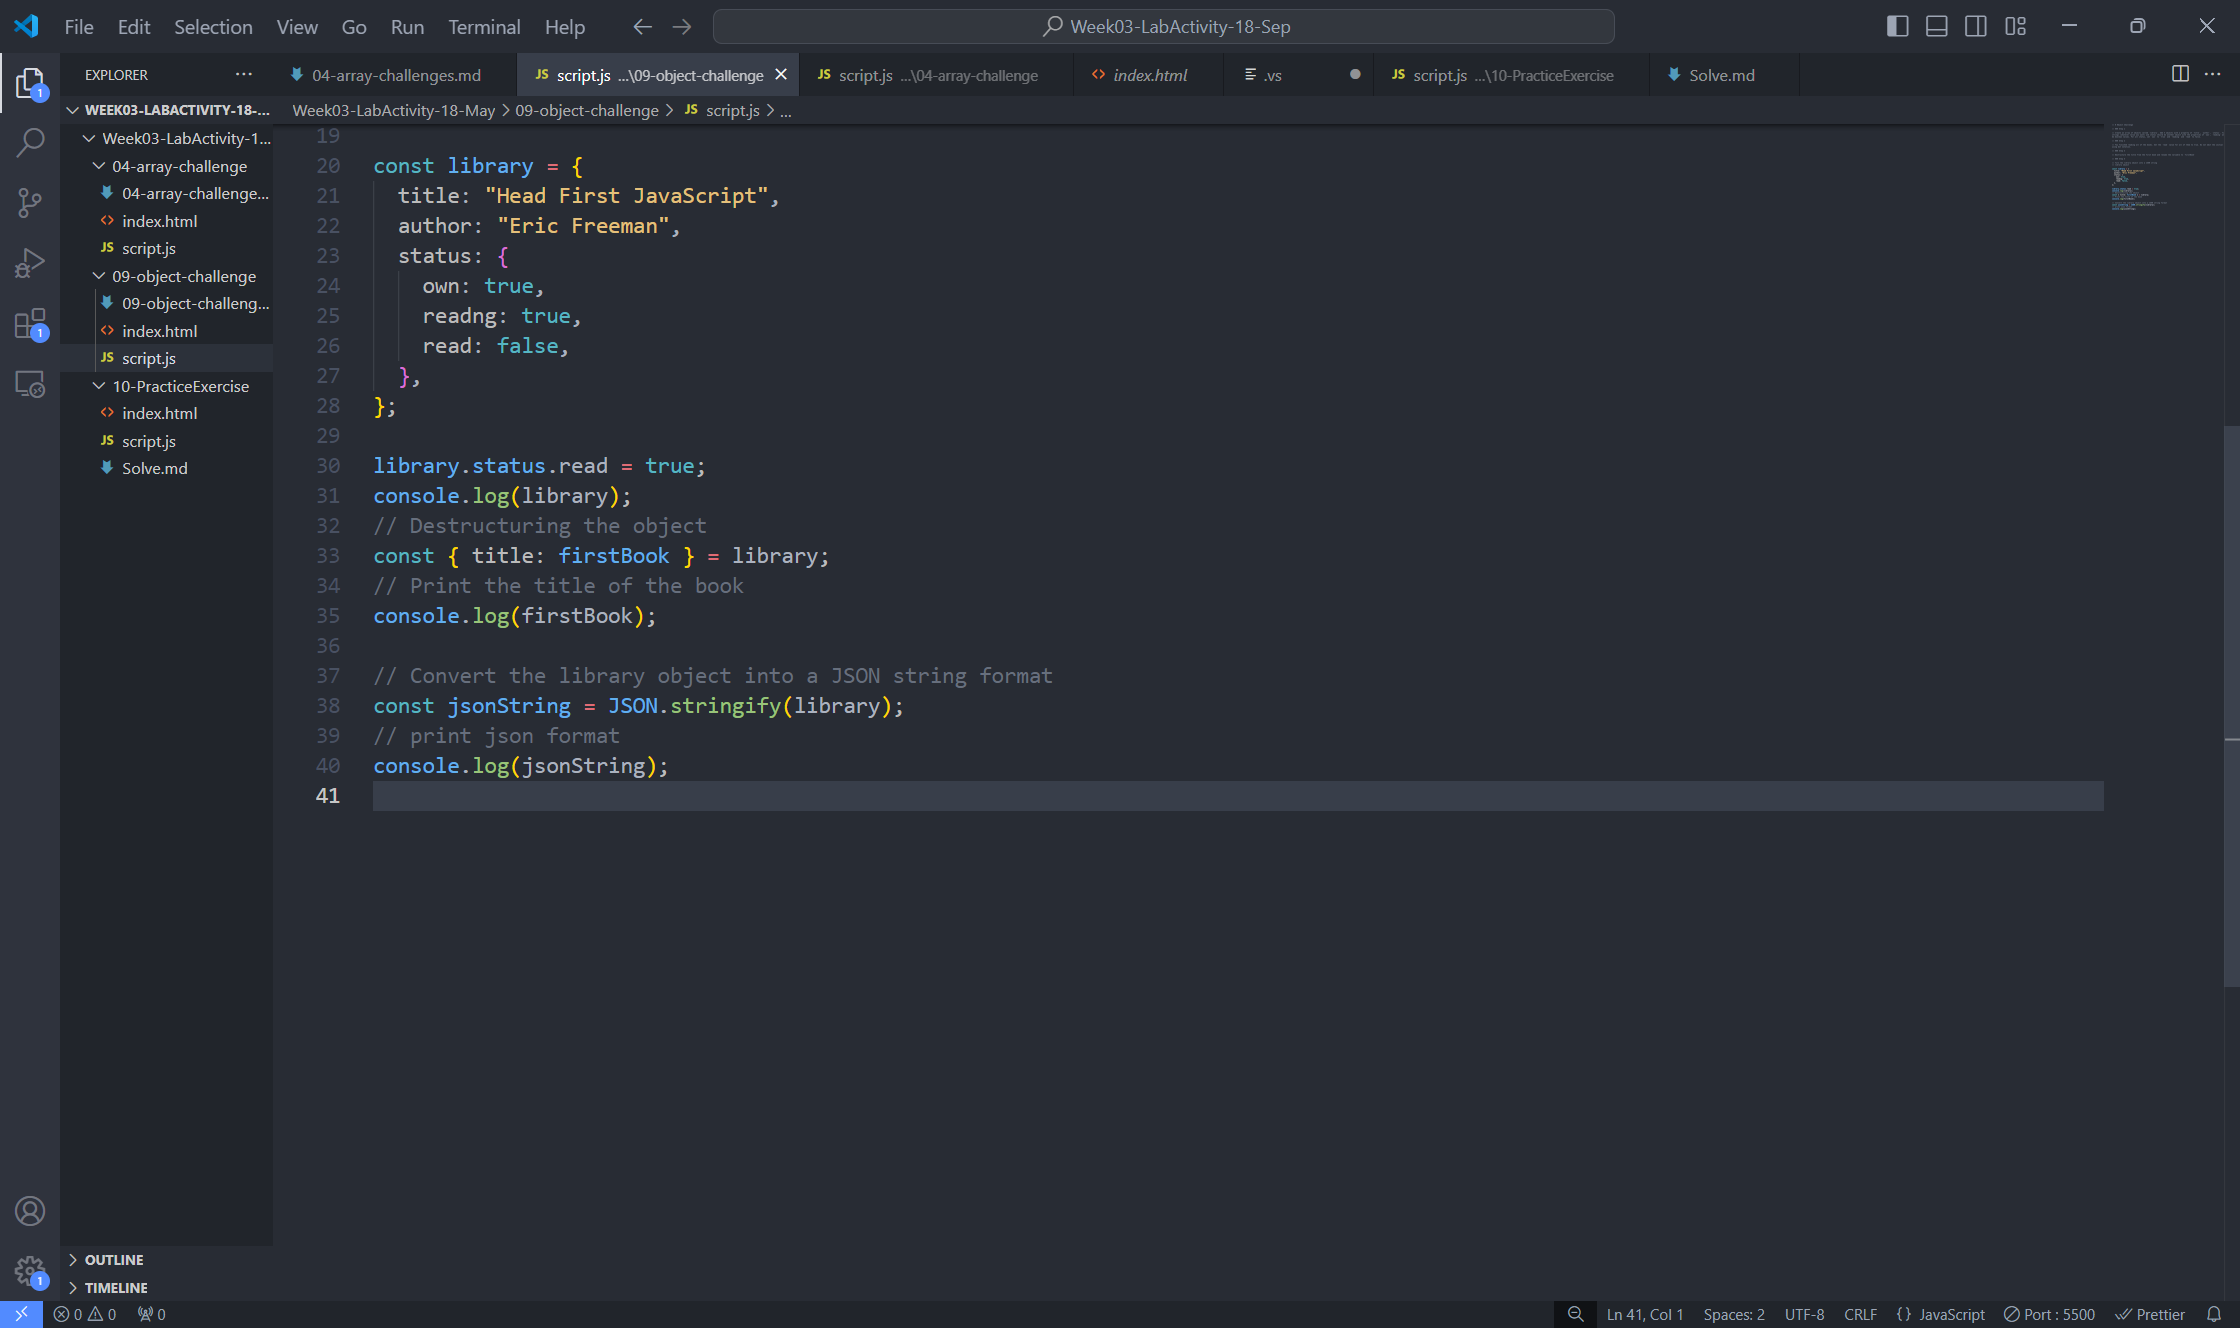 File Edit Selection View Go Run Terminal Help
Week03-LabActivity-18-Sep
EXPLORER
04-array-challenges.md
JS script.js ...\09-object-challenge
JS script.js ...\04-array-challenge
index.html
.vs
JS script.js ...\10-PracticeExercise
Solve.md
WEEK03-LABACTIVITY-18-...
Week03-LabActivity-1...
04-array-challenge
04-array-challenge...
index.html
JS script.js
09-object-challenge
09-object-challeng...
index.html
JS script.js
10-PracticeExercise
index.html
JS script.js
Solve.md
OUTLINE
TIMELINE
Week03-LabActivity-18-May > 09-object-challenge > JS script.js > ...
19
20 const library = {
21 title: "Head First JavaScript",
22 author: "Eric Freeman",
23 status: {
24 own: true,
25 readng: true,
26 read: false,
27 },
28 };
29
30 library.status.read = true;
31 console.log(library);
32 // Destructuring the object
33 const { title: firstBook } = library;
34 // Print the title of the book
35 console.log(firstBook);
36
37 // Convert the library object into a JSON string format
38 const jsonString = JSON.stringify(library);
39 // print json format
40 console.log(jsonString);
41
1
1
1
0 0 0
Ln 41, Col 1 Spaces: 2 UTF-8 CRLF {} JavaScript Port : 5500 Prettier